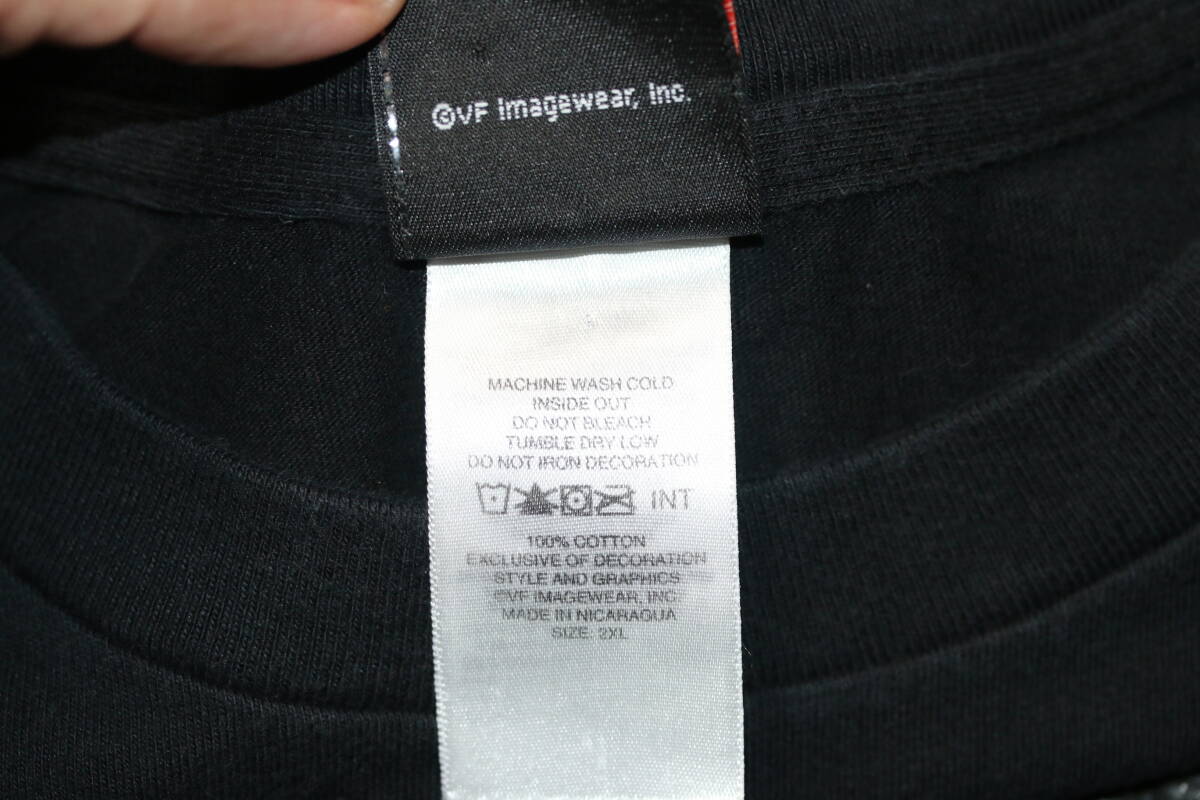 ©VF Imagewear, Inc.
MACHINE WASH COLD
INSIDE OUT
DO NOT BLEACH
TUMBLE DRY LOW
DO NOT IRON DECORATION
INT
100% COTTON
EXCLUSIVE OF DECORATION
STYLE AND GRAPHICS
©VF IMAGEWEAR, INC
MADE IN NICARAGUA
SIZE: 2XL